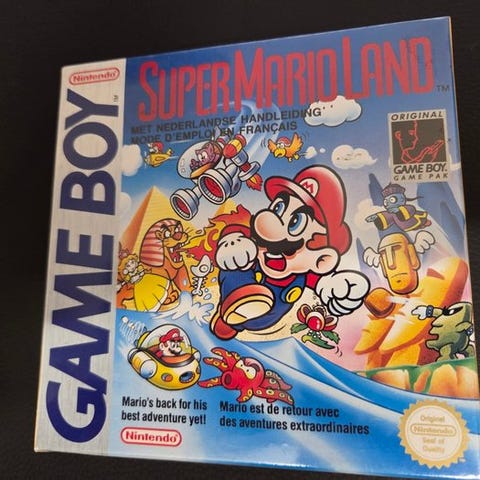 Nintendo
GAME BOY
TM
SUPER MARIO LAND
TM
MET NEDERLANDSE HANDLEIDING
MODE D'EMPLOI EN FRANÇAIS
ORIGINAL
GAME BOY
GAME PAK
Mario's back for his
best adventure yet!
Mario est de retour avec
des aventures extraordinaires
Nintendo
Original
Nintendo
Seal of
Quality